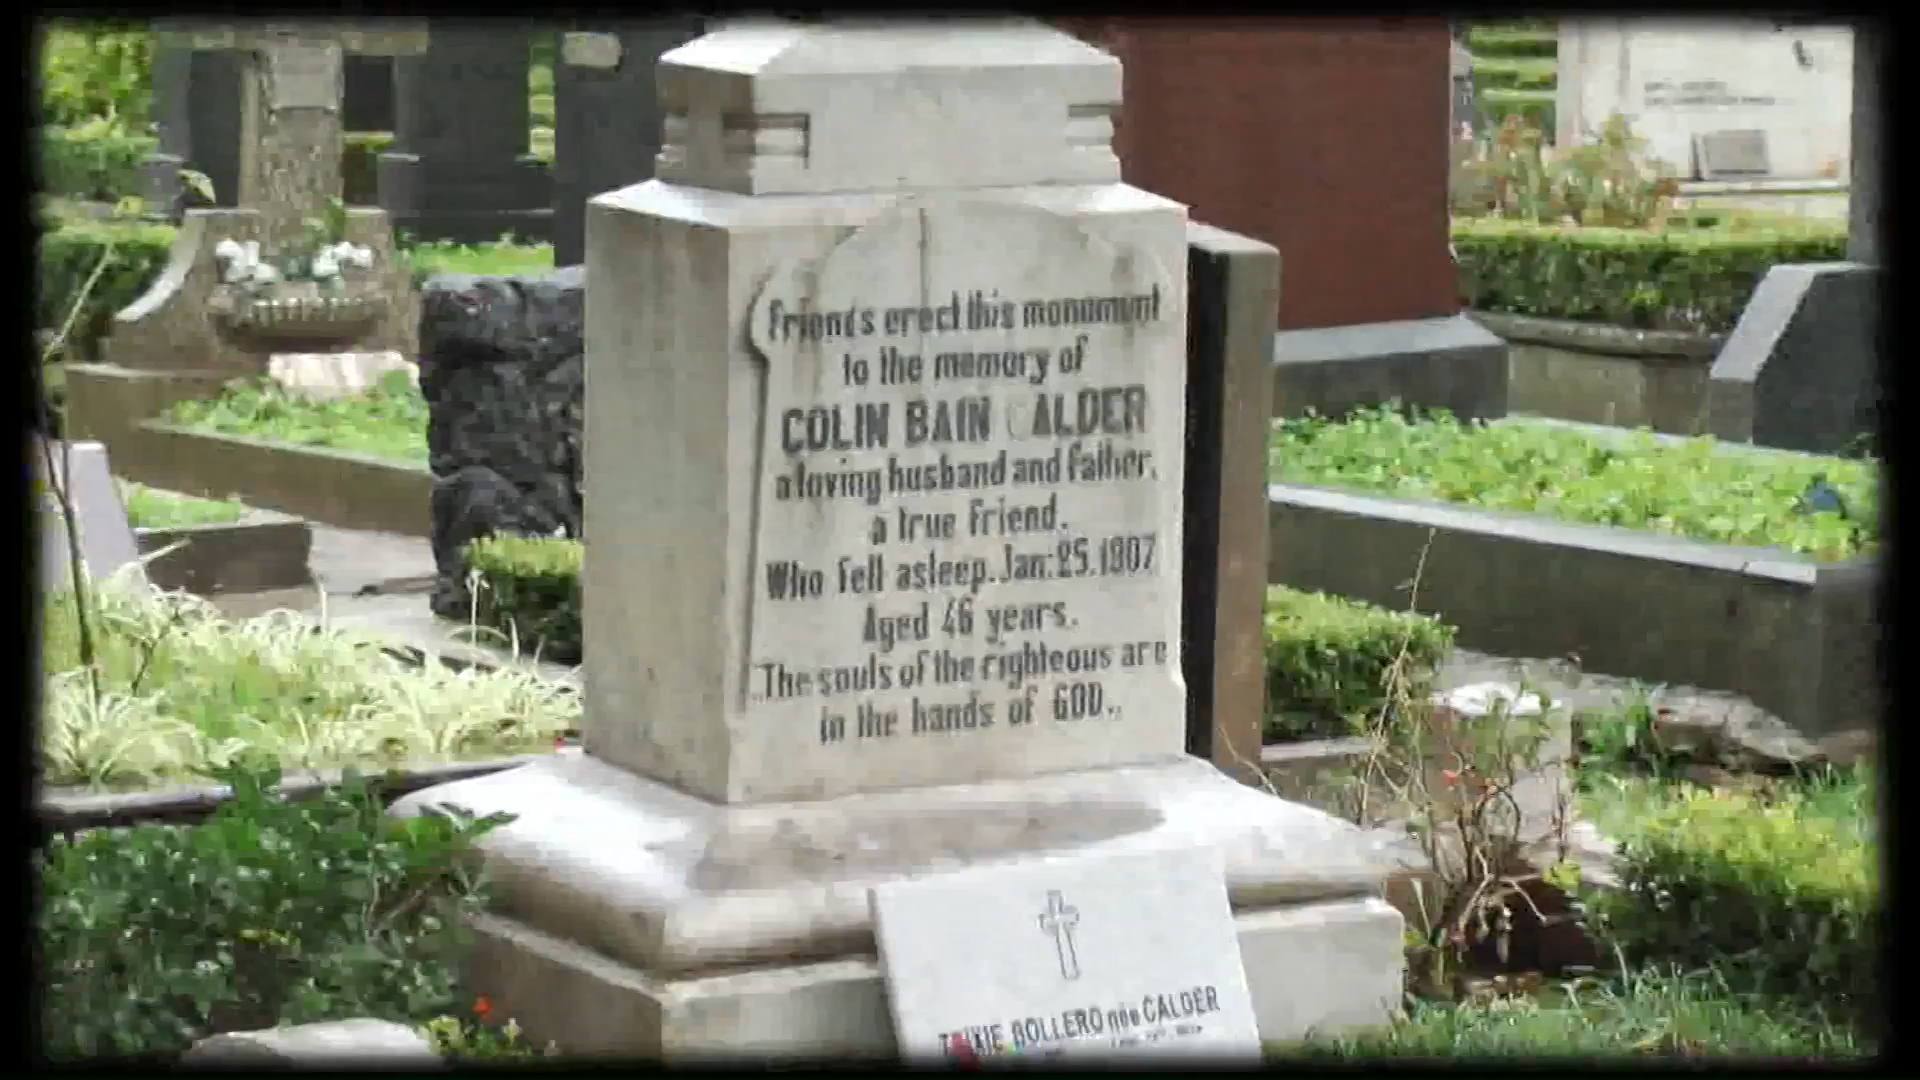 Friends erect this monument
to the memory of
COLIN BAIN CALDER
a loving husband and father,
a true friend.
Who fell asleep. Jan: 25. 1907
Aged 46 years.
"The souls of the righteous are
in the hands of GOD."
TRIXIE BOLLERO née CALDER